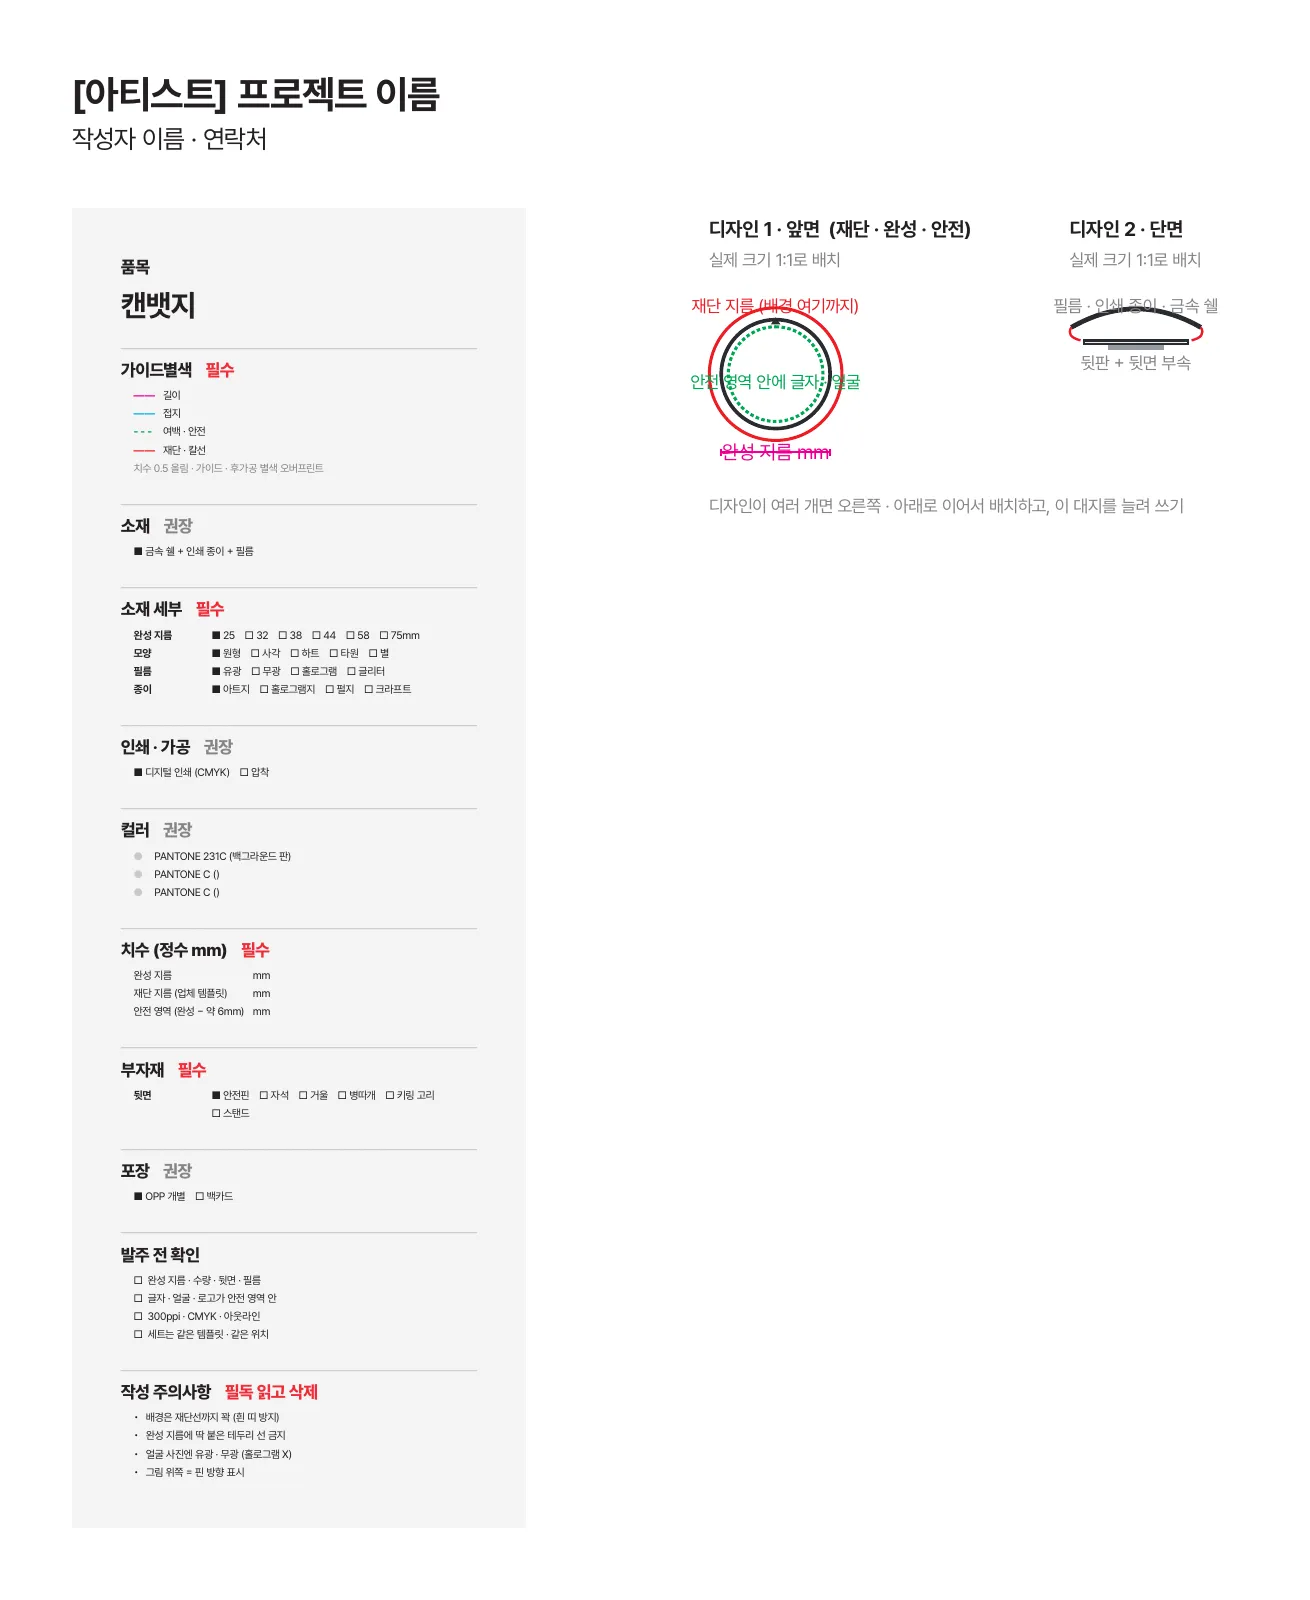 [아티스트] 프로젝트 이름
작성자 이름 · 연락처
품목
캔뱃지
가이드별색 필수
길이
접지
여백 · 안전
재단 · 칼선
치수 0.5 올림 · 가이드 · 후가공 별색 오버프린트
소재 권장
■ 금속 쉘 + 인쇄 종이 + 필름
소재 세부 필수
완성 지름 ■ 25 □ 32 □ 38 □ 44 □ 58 □ 75mm
모양 ■ 원형 □ 사각 □ 하트 □ 타원 □ 별
필름 ■ 유광 □ 무광 □ 홀로그램 □ 글리터
종이 ■ 아트지 □ 홀로그램지 □ 펄지 □ 크라프트
인쇄 · 가공 권장
■ 디지털 인쇄 (CMYK) □ 압착
컬러 권장
PANTONE 231C (백그라운드 판)
PANTONE C ()
PANTONE C ()
치수 (정수 mm) 필수
완성 지름 mm
재단 지름 (업체 템플릿) mm
안전 영역 (완성 − 약 6mm) mm
부자재 필수
뒷면 ■ 안전핀 □ 자석 □ 거울 □ 병따개 □ 키링 고리
□ 스탠드
포장 권장
■ OPP 개별 □ 백카드
발주 전 확인
□ 완성 지름 · 수량 · 뒷면 · 필름
□ 글자 · 얼굴 · 로고가 안전 영역 안
□ 300ppi · CMYK · 아웃라인
□ 세트는 같은 템플릿 · 같은 위치
작성 주의사항 필독 읽고 삭제
• 배경은 재단선까지 꽉 (흰 띠 방지)
• 완성 지름에 딱 붙은 테두리 선 금지
• 얼굴 사진엔 유광 · 무광 (홀로그램 X)
• 그림 위쪽 = 핀 방향 표시
디자인 1 · 앞면 (재단 · 완성 · 안전)
실제 크기 1:1로 배치
재단 지름 (배경 여기까지)
안전 영역 안에 글자 · 얼굴
완성 지름 mm
디자인 2 · 단면
실제 크기 1:1로 배치
필름 · 인쇄 종이 · 금속 쉘
뒷판 + 뒷면 부속
디자인이 여러 개면 오른쪽 · 아래로 이어서 배치하고, 이 대지를 늘려 쓰기